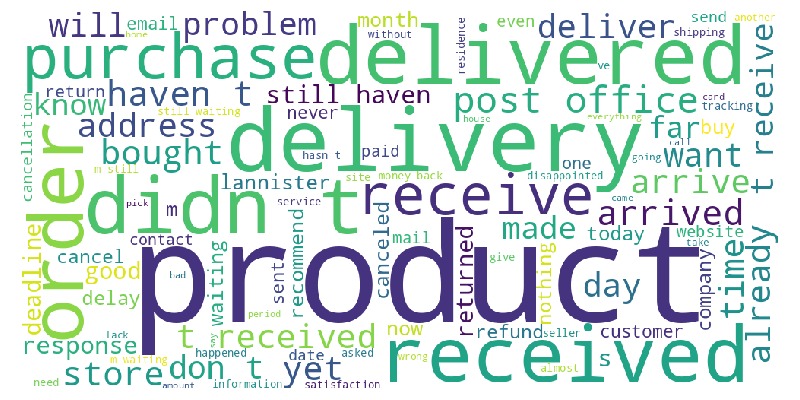 will email problem month without residence even deliver send another
home shipping
purchase delivered
ve
return haven t still haven post office card
tracking
know still waiting never everything
address house far buy
call
cancellation bought delivery hasn t paid one going want
m still lannister site money back disappointed arrive
order didn t receive came
pick m service arrived
contact made today website
mail take
cancel recommend canceled give
deadline good waiting product returned nothing day company time already t receive
bad
delay sent
period
lack t received now refund seller customer
response say date asked wrong
m waiting happened almost
store don t yet received s
need amount information satisfaction